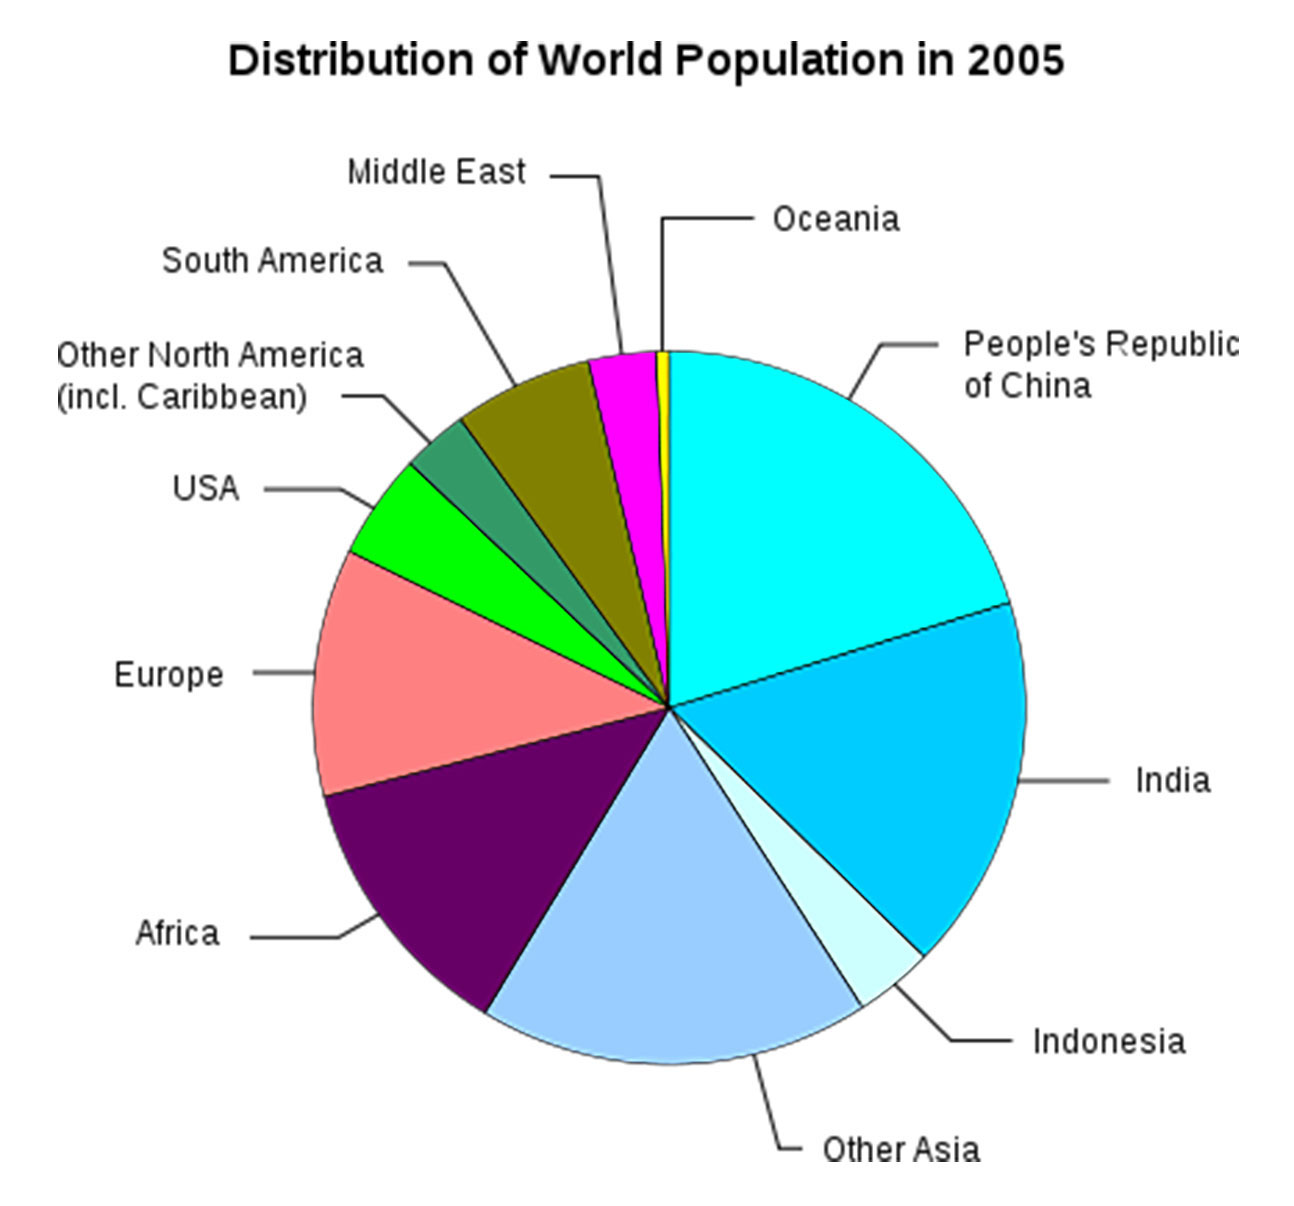 Distribution of World Population in 2005
Middle East
Oceania
South America
People's Republic
of China
Other North America
(incl. Caribbean)
USA
Europe
India
Africa
Indonesia
Other Asia